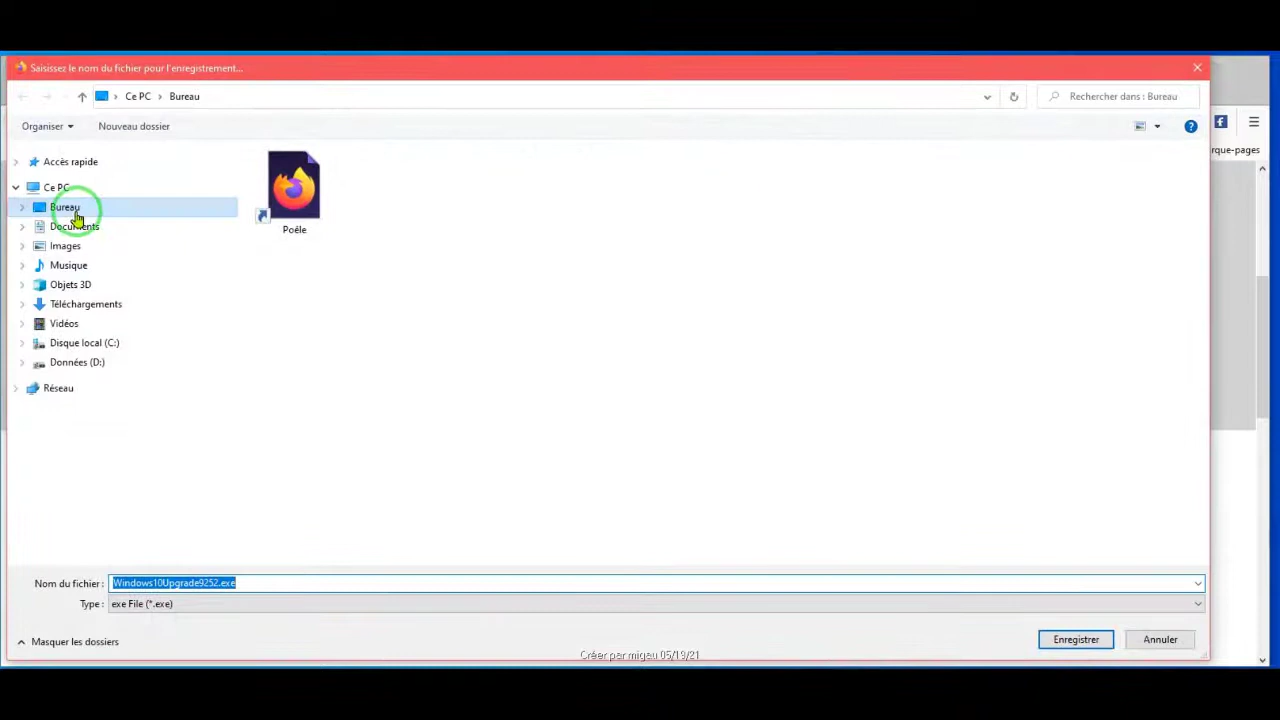 Saisissez le nom du fichier pour l'enregistrement...
Ce PC > Bureau
Rechercher dans : Bureau
Organiser
Nouveau dossier
rque-pages
Accès rapide
Ce PC
Bureau
Documents
Images
Musique
Objets 3D
Téléchargements
Vidéos
Disque local (C:)
Données (D:)
Réseau
Poêle
Nom du fichier :
Windows10Upgrade9252.exe
Type :
exe File (*.exe)
Masquer les dossiers
Enregistrer
Annuler
Créer par migau 05/19/21